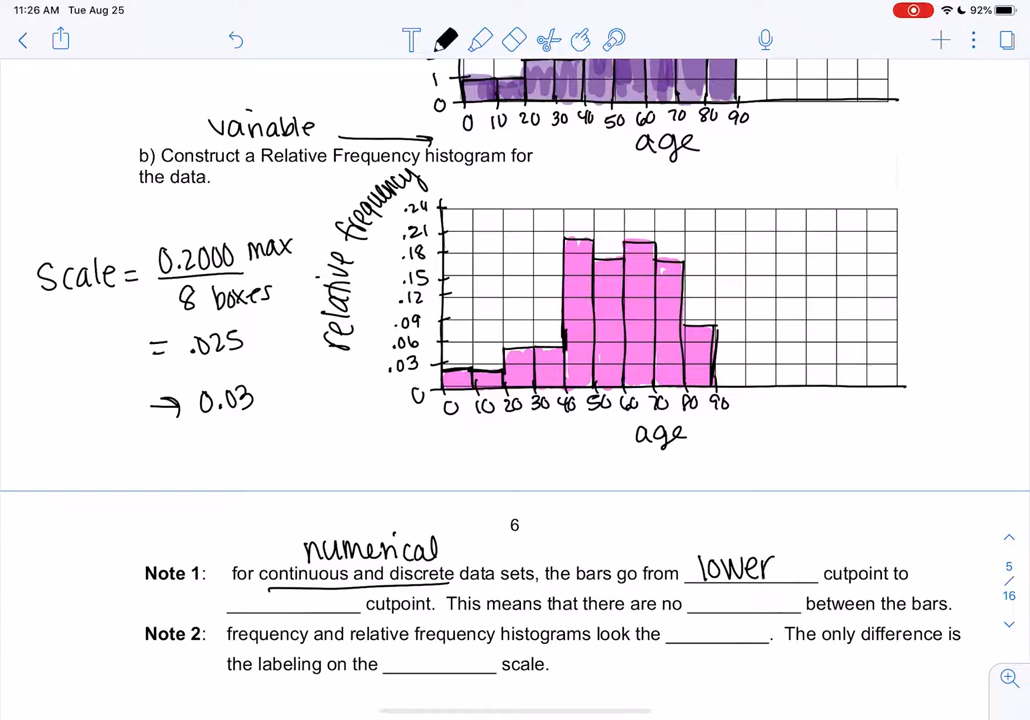 11:26 AM Tue Aug 25
92%
T
1
0
0 10 20 30 40 50 60 70 80 90
age
variable
b) Construct a Relative Frequency histogram for
the data.
relative frequency
.24
.21
.18
.15
.12
.09
.06
.03
0
0 10 20 30 40 50 60 70 80 90
age
Scale = 0.2000 max
8 boxes
= .025
→ 0.03
6
numerical
Note 1: for continuous and discrete data sets, the bars go from lower cutpoint to
____________ cutpoint. This means that there are no __________ between the bars.
Note 2: frequency and relative frequency histograms look the _________. The only difference is
the labeling on the __________ scale.
5
/
16